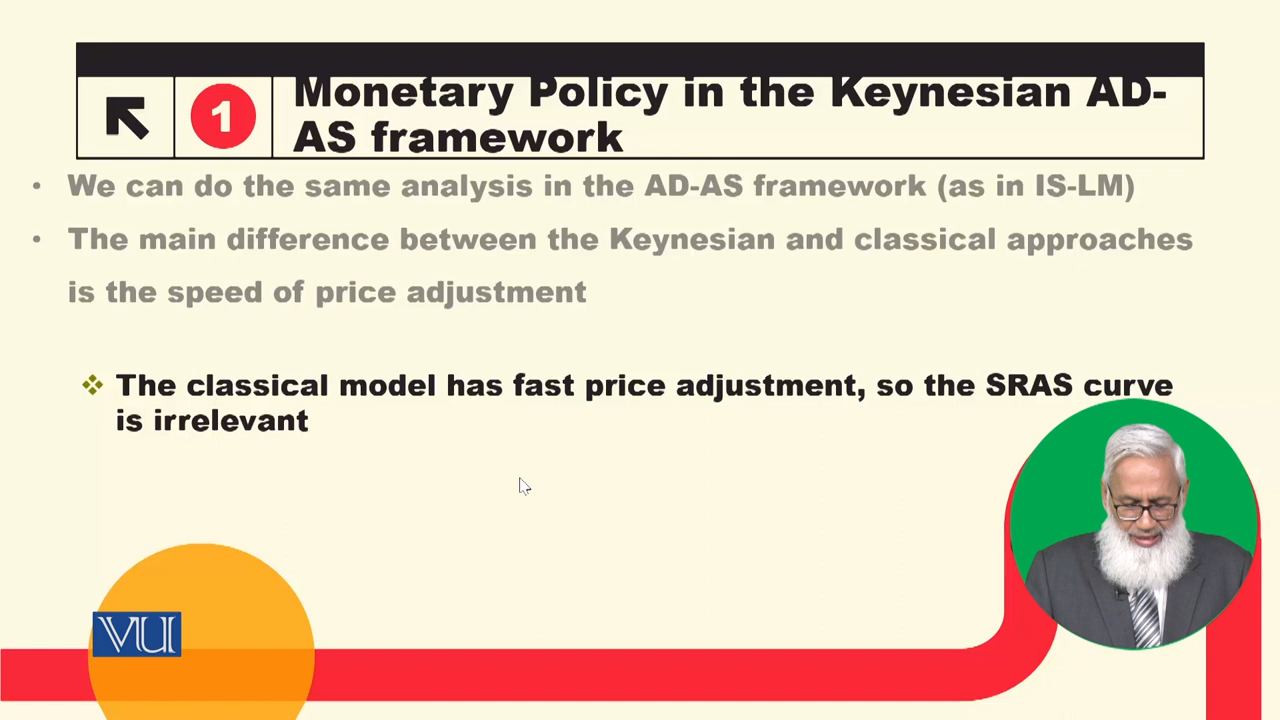 1
Monetary Policy in the Keynesian AD-
AS framework
• We can do the same analysis in the AD-AS framework (as in IS-LM)
• The main difference between the Keynesian and classical approaches
is the speed of price adjustment
❖ The classical model has fast price adjustment, so the SRAS curve
is irrelevant
VU